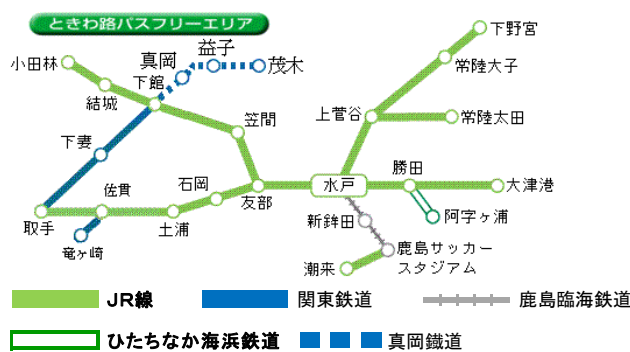 ときわ路パスフリーエリア
小田林
結城
下館
真岡
益子
茂木
下妻
笠間
取手
佐貫
竜ヶ崎
土浦
石岡
友部
水戸
上菅谷
下野宮
常陸大子
常陸太田
勝田
大津港
阿字ヶ浦
新鉾田
鹿島サッカー
スタジアム
潮来
JR線
関東鉄道
鹿島臨海鉄道
ひたちなか海浜鉄道
真岡鐵道